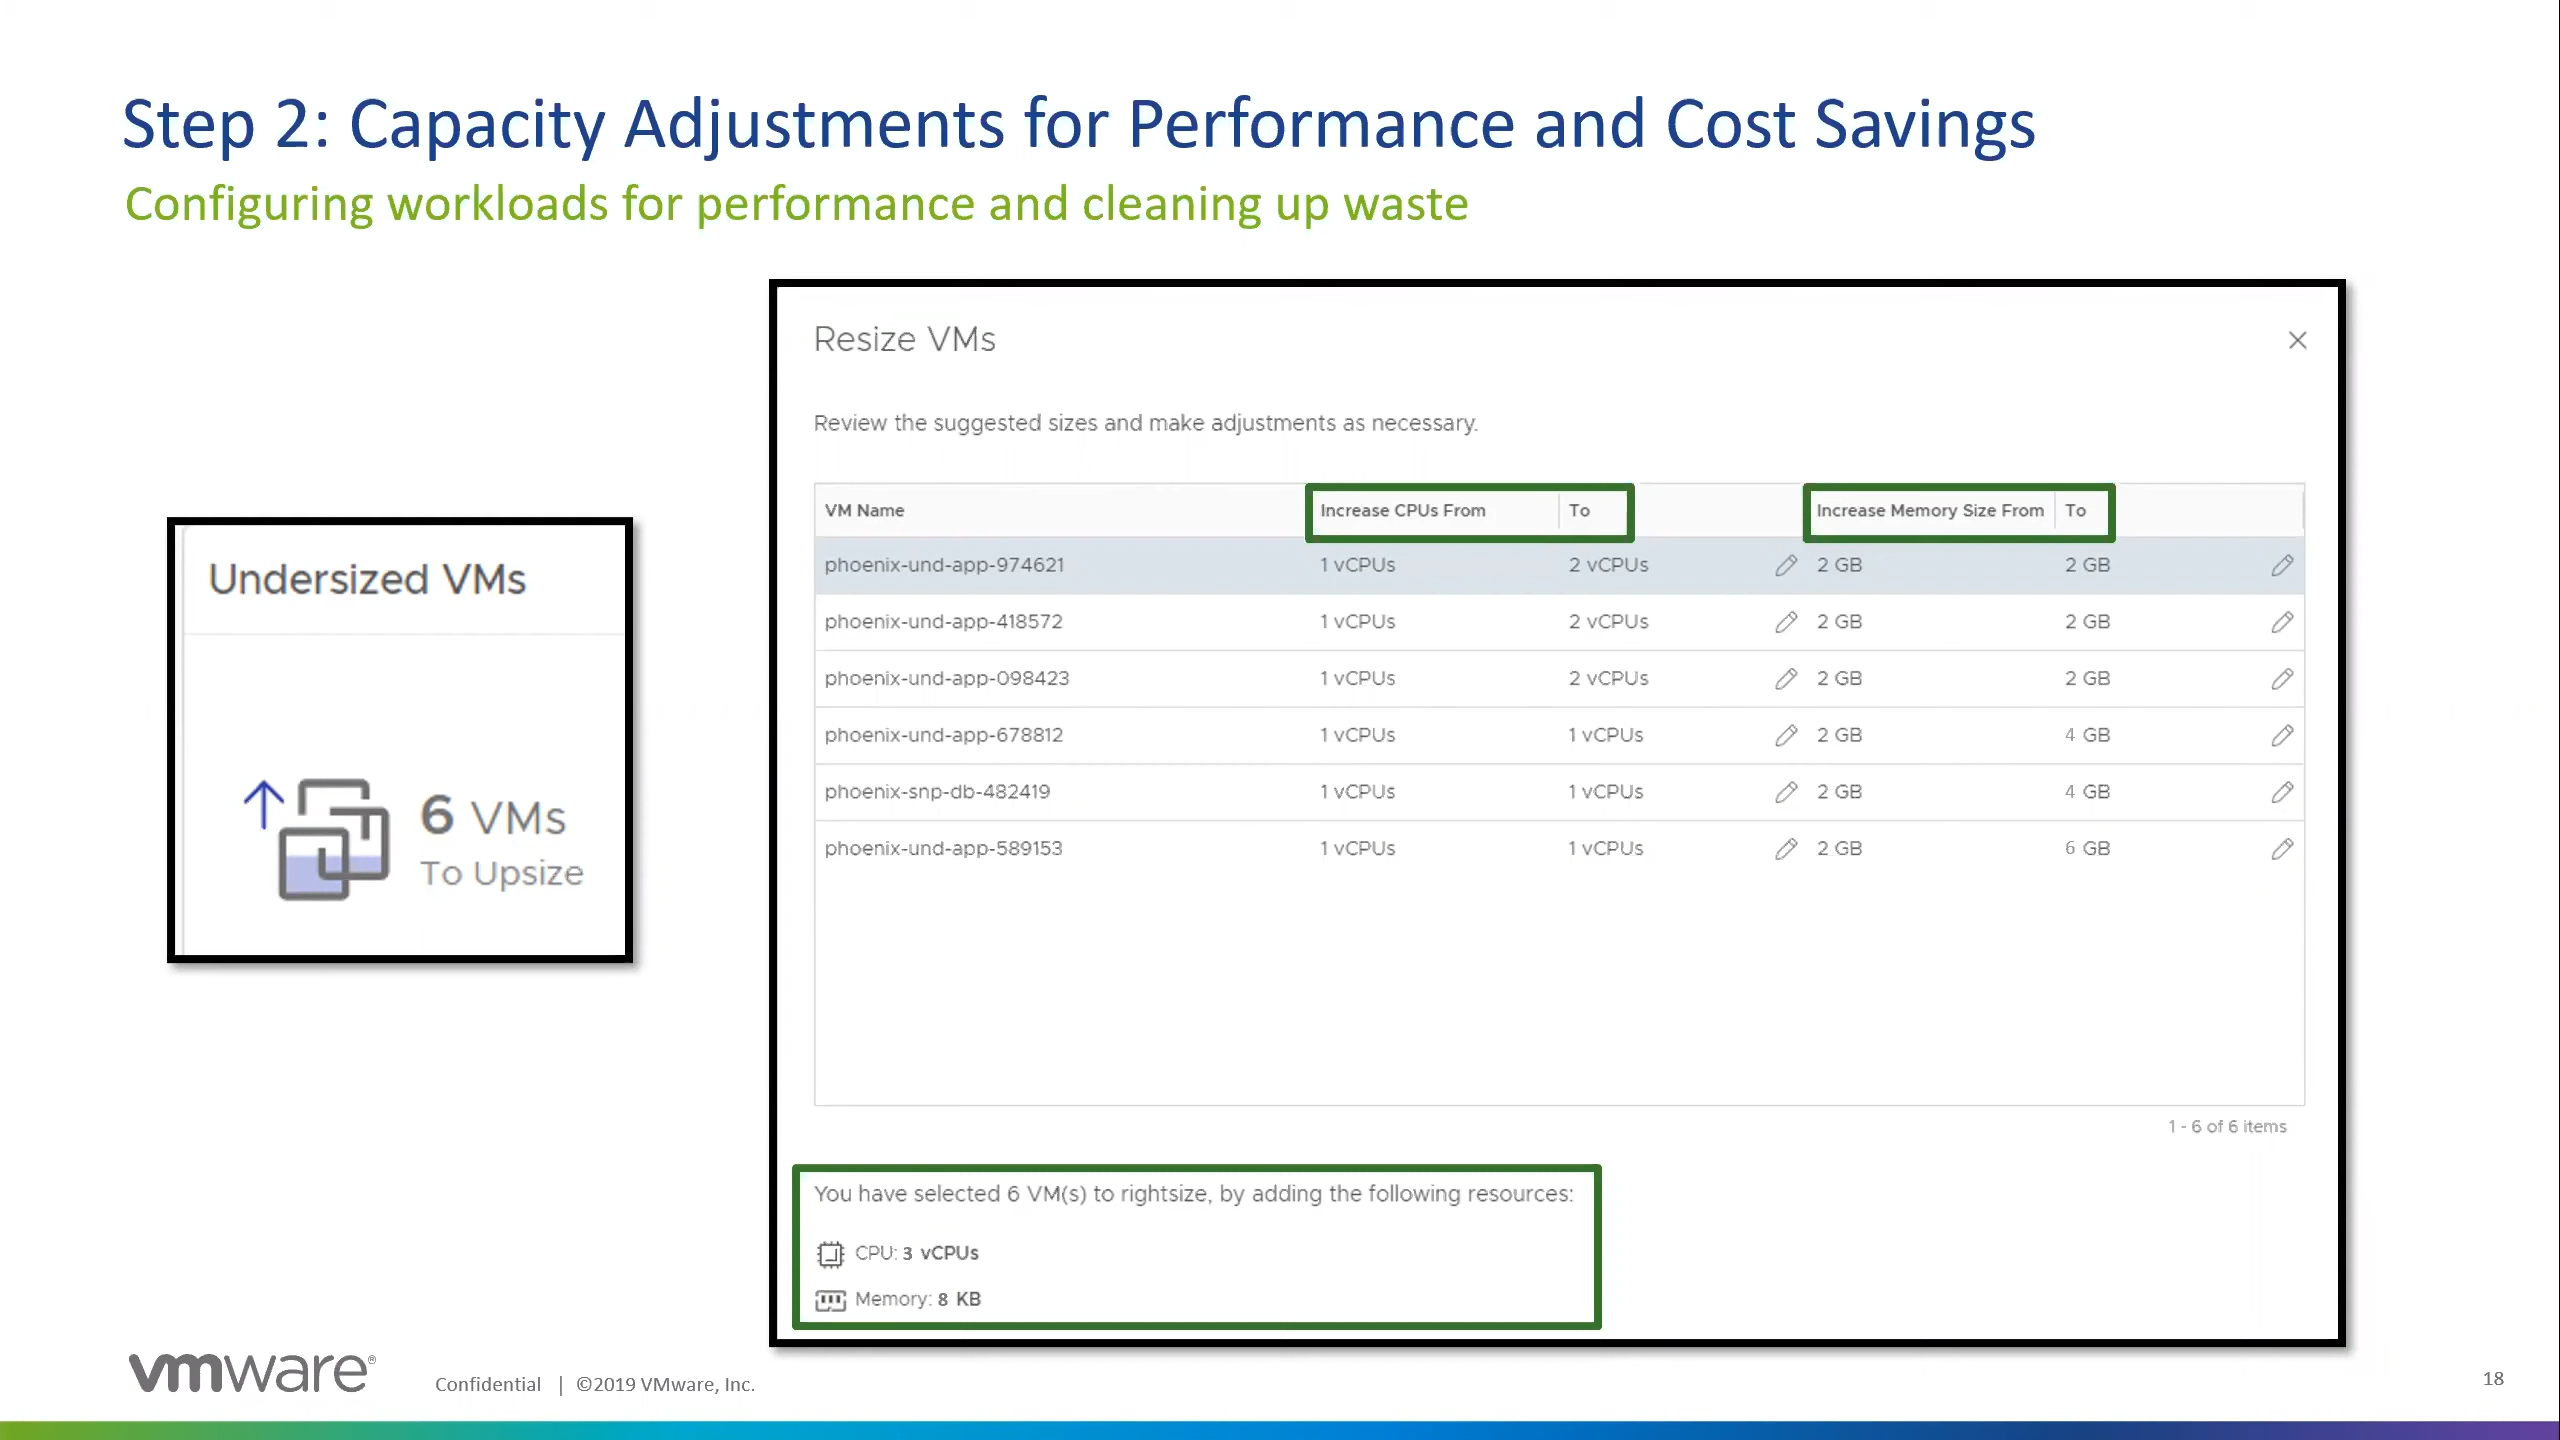 Step 2: Capacity Adjustments for Performance and Cost Savings
Configuring workloads for performance and cleaning up waste
Undersized VMs
6 VMs
To Upsize
Resize VMs
Review the suggested sizes and make adjustments as necessary.
VM Name Increase CPUs From To Increase Memory Size From To
phoenix-und-app-974621 1 vCPUs 2 vCPUs 2 GB 2 GB
phoenix-und-app-418572 1 vCPUs 2 vCPUs 2 GB 2 GB
phoenix-und-app-098423 1 vCPUs 2 vCPUs 2 GB 2 GB
phoenix-und-app-678812 1 vCPUs 1 vCPUs 2 GB 4 GB
phoenix-snp-db-482419 1 vCPUs 1 vCPUs 2 GB 4 GB
phoenix-und-app-589153 1 vCPUs 1 vCPUs 2 GB 6 GB
1 - 6 of 6 items
You have selected 6 VM(s) to rightsize, by adding the following resources:
CPU: 3 vCPUs
Memory: 8 KB
vmware®
Confidential | ©2019 VMware, Inc.
18